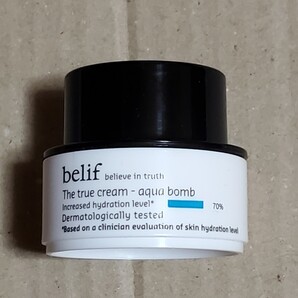 belif believe in truth
The true cream - aqua bomb
Increased hydration level* 70%
Dermatologically tested
*Based on a clinician evaluation of skin hydration level